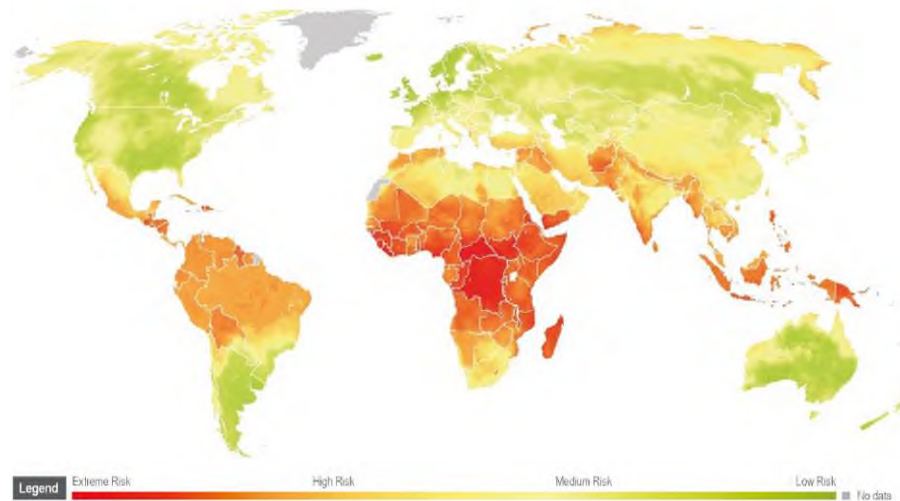 Legend
Extreme Risk
High Risk
Medium Risk
Low Risk
No data